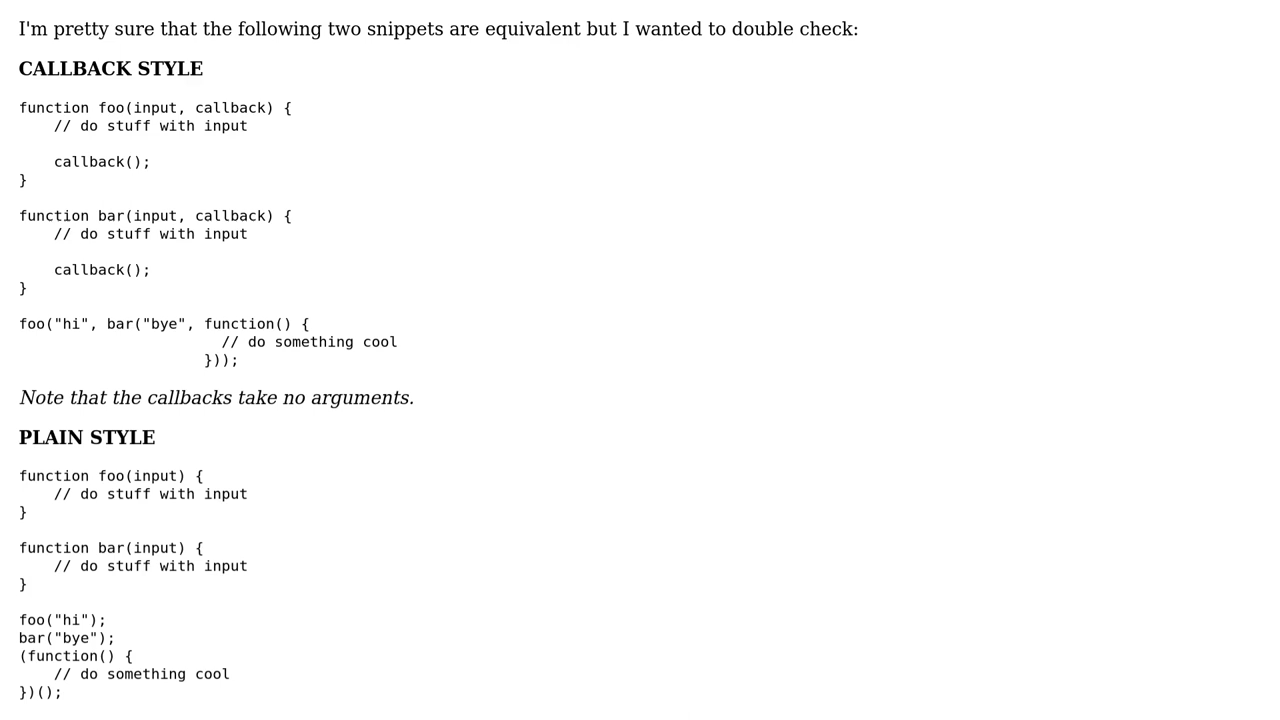 I'm pretty sure that the following two snippets are equivalent but I wanted to double check:
CALLBACK STYLE
function foo(input, callback) {
    // do stuff with input

    callback();
}

function bar(input, callback) {
    // do stuff with input

    callback();
}

foo("hi", bar("bye", function() {
                       // do something cool
                     }));
Note that the callbacks take no arguments.
PLAIN STYLE
function foo(input) {
    // do stuff with input
}

function bar(input) {
    // do stuff with input
}

foo("hi");
bar("bye");
(function() {
    // do something cool
})();